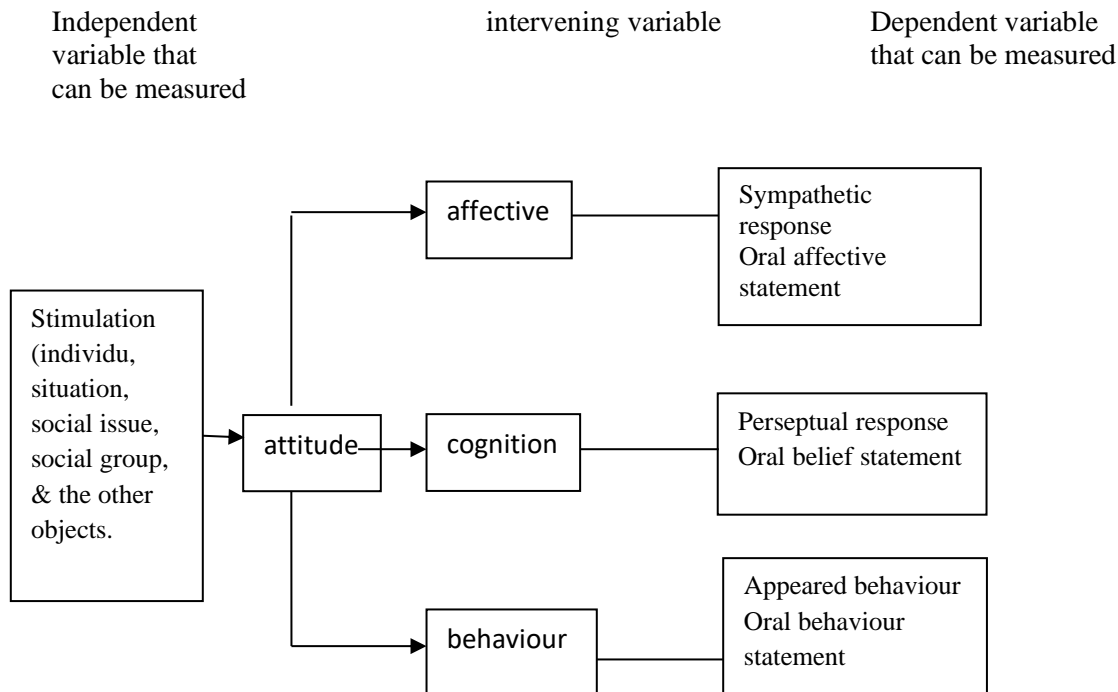 Independent
variable that
can be measured
intervening variable
Dependent variable
that can be measured
Stimulation
(individu,
situation,
social issue,
social group,
& the other
objects.
attitude
affective
cognition
behaviour
Sympathetic
response
Oral affective
statement
Perseptual response
Oral belief statement
Appeared behaviour
Oral behaviour
statement